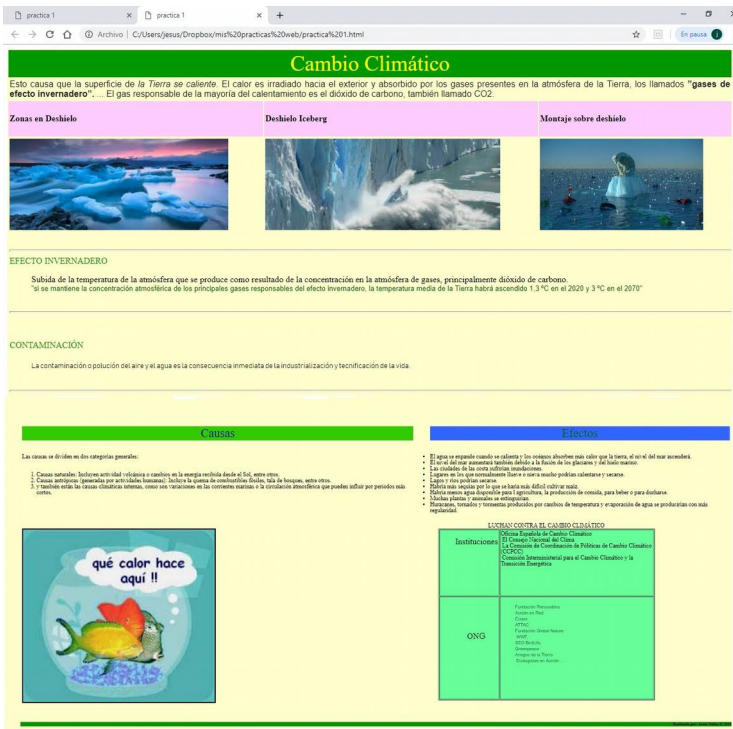 practica 1
practica 1
Archivo | C:/Users/jesus/Dropbox/mis%20practicas%20web/practica%201.html
En pausa
Cambio Climático
Esto causa que la superficie de la Tierra se caliente. El calor es irradiado hacia el exterior y absorbido por los gases presentes en la atmósfera de la Tierra, los llamados "gases de
efecto invernadero". ... El gas responsable de la mayoría del calentamiento es el dióxido de carbono, también llamado CO2.
Zonas en Deshielo
Deshielo Iceberg
Montaje sobre deshielo
EFECTO INVERNADERO
Subida de la temperatura de la atmósfera que se produce como resultado de la concentración en la atmósfera de gases, principalmente dióxido de carbono.
"si se mantiene la concentración atmosférica de los principales gases responsables del efecto invernadero, la temperatura media de la Tierra habrá ascendido 1,3 ºC en el 2020 y 3 ºC en el 2070"
CONTAMINACIÓN
La contaminación o polución del aire y el agua es la consecuencia inmediata de la industrialización y tecnificación de la vida.
Causas
Las causas se dividen en dos categorías generales:
1. Causas naturales: Incluyen actividad volcánica o cambios en la energía recibida desde el Sol, entre otros.
2. Causas antrópicas (generadas por actividades humanas): Incluye la quema de combustibles fósiles, tala de bosques, entre otros.
3. y también están las causas climáticas internas, como son variaciones en las corrientes marinas o la circulación atmosférica que pueden influir por periodos más
cortos.
qué calor hace
aquí !!
Efectos
El agua se expande cuando se calienta y los océanos absorben más calor que la tierra, el nivel del mar ascenderá.
El nivel del mar aumentará también debido a la fusión de los glaciares y del hielo marino.
Las ciudades de las costa sufrirían inundaciones.
Lugares en los que normalmente llueve o nieva mucho podrían calentarse y secarse.
Lagos y ríos podrían secarse.
Habría más sequías por lo que se haría más difícil cultivar maíz.
Habría menos agua disponible para l agricultura, la producción de comida, para beber o para ducharse.
Muchas plantas y animales se extinguirían.
Huracanes, tornados y tormentas producidos por cambios de temperatura y evaporación de agua se producirían con más
regularidad.
LUCHAN CONTRA EL CAMBIO CLIMÁTICO
Instituciones
Oficina Española de Cambio Climático
El Consejo Nacional del Clima
La Comisión de Coordinación de Políticas de Cambio Climático
(CCPCC)
Comisión Interministerial para el Cambio Climático y la
Transición Energética
ONG
Fundación Renovables
Acción en Red
Ecooo
ATTAC
Fundación Global Nature
WWF
SEO BirdLife
Greenpeace
Amigos de la Tierra
Ecologistas en Acción